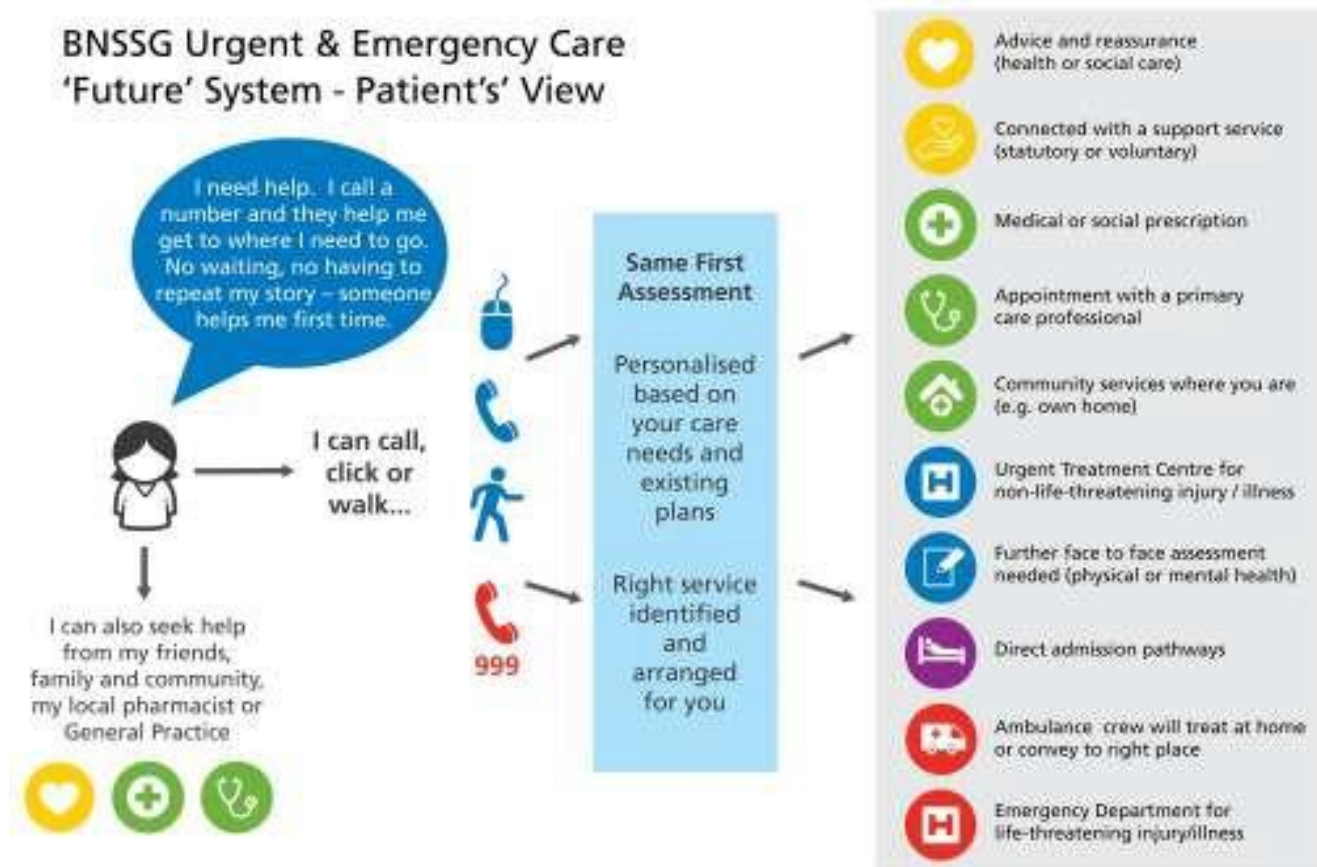 BNSSG Urgent & Emergency Care
'Future' System - Patient's' View
I need help. I call a
number and they help me
get to where I need to go.
No waiting, no having to
repeat my story – someone
helps me first time.
I can call,
click or
walk...
I can also seek help
from my friends,
family and community,
my local pharmacist or
General Practice
999
Same First
Assessment
Personalised
based on
your care
needs and
existing
plans
Right service
identified
and
arranged
for you
Advice and reassurance
(health or social care)
Connected with a support service
(statutory or voluntary)
Medical or social prescription
Appointment with a primary
care professional
Community services where you are
(e.g. own home)
H
Urgent Treatment Centre for
non-life-threatening injury / illness
Further face to face assessment
needed (physical or mental health)
Direct admission pathways
Ambulance crew will treat at home
or convey to right place
H
Emergency Department for
life-threatening injury/illness